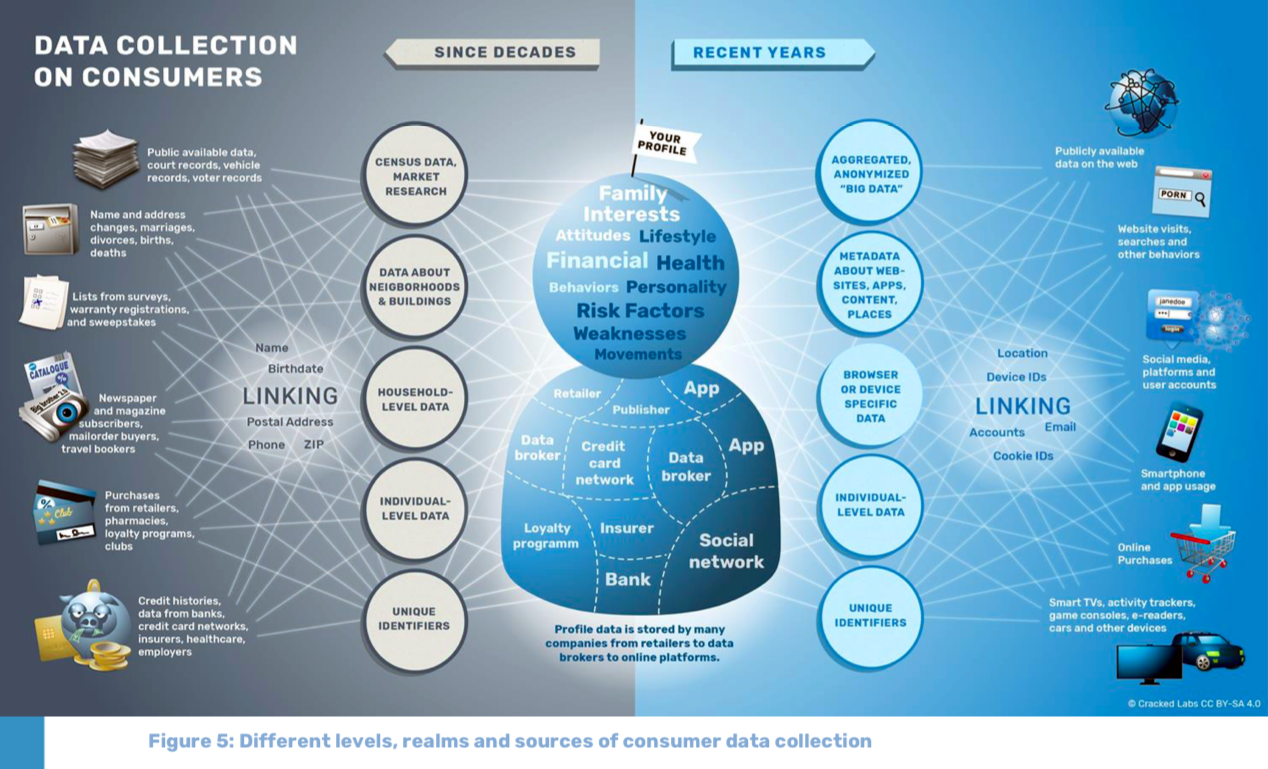 DATA COLLECTION
ON CONSUMERS
SINCE DECADES
RECENT YEARS
Public available data,
court records, vehicle
records, voter records
Name and address
changes, marriages,
divorces, births,
deaths
Lists from surveys,
warranty registrations,
and sweepstakes
CATALOGUE
%
Big brother 2.0
Newspaper
and magazine
subscribers,
mailorder buyers,
travel bookers
%
Club
Purchases
from retailers,
pharmacies,
loyalty programs,
clubs
Credit histories,
data from banks,
credit card networks,
insurers, healthcare,
employers
Name
Birthdate
LINKING
Postal Address
Phone ZIP
CENSUS DATA,
MARKET
RESEARCH
DATA ABOUT
NEIGBORHOODS
& BUILDINGS
HOUSEHOLD-
LEVEL DATA
INDIVIDUAL-
LEVEL DATA
UNIQUE
IDENTIFIERS
YOUR
PROFILE
Family
Interests
Attitudes Lifestyle
Financial Health
Behaviors Personality
Risk Factors
Weaknesses
Movements
Retailer
App
Publisher
Data
broker
Credit
card
network
Data
broker
App
Loyalty
programm
Insurer
Social
network
Bank
Profile data is stored by many
companies from retailers to data
brokers to online platforms.
AGGREGATED,
ANONYMIZED
"BIG DATA"
METADATA
ABOUT WEB-
SITES, APPS,
CONTENT,
PLACES
BROWSER
OR DEVICE
SPECIFIC
DATA
INDIVIDUAL-
LEVEL DATA
UNIQUE
IDENTIFIERS
Location
Device IDs
LINKING
Accounts Email
Cookie IDs
Publicly available
data on the web
PORN
Website visits,
searches and
other behaviors
janedoe
login
Social media,
platforms and
user accounts
Smartphone
and app usage
Online
Purchases
Smart TVs, activity trackers,
game consoles, e-readers,
cars and other devices
© Cracked Labs CC BY-SA 4.0
Figure 5: Different levels, realms and sources of consumer data collection